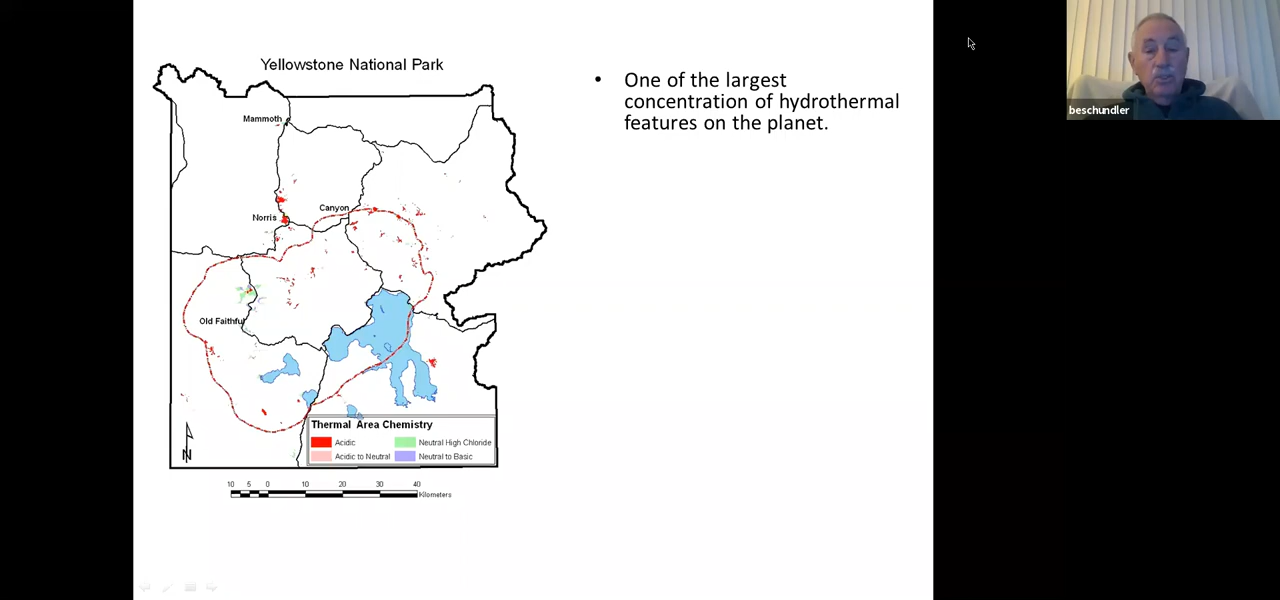 Yellowstone National Park
Mammoth
Norris
Canyon
Old Faithful
N
Thermal Area Chemistry
Acidic
Neutral High Chloride
Acidic to Neutral
Neutral to Basic
10 5 0 10 20 30 40
Kilometers
• One of the largest
concentration of hydrothermal
features on the planet.
beschundler